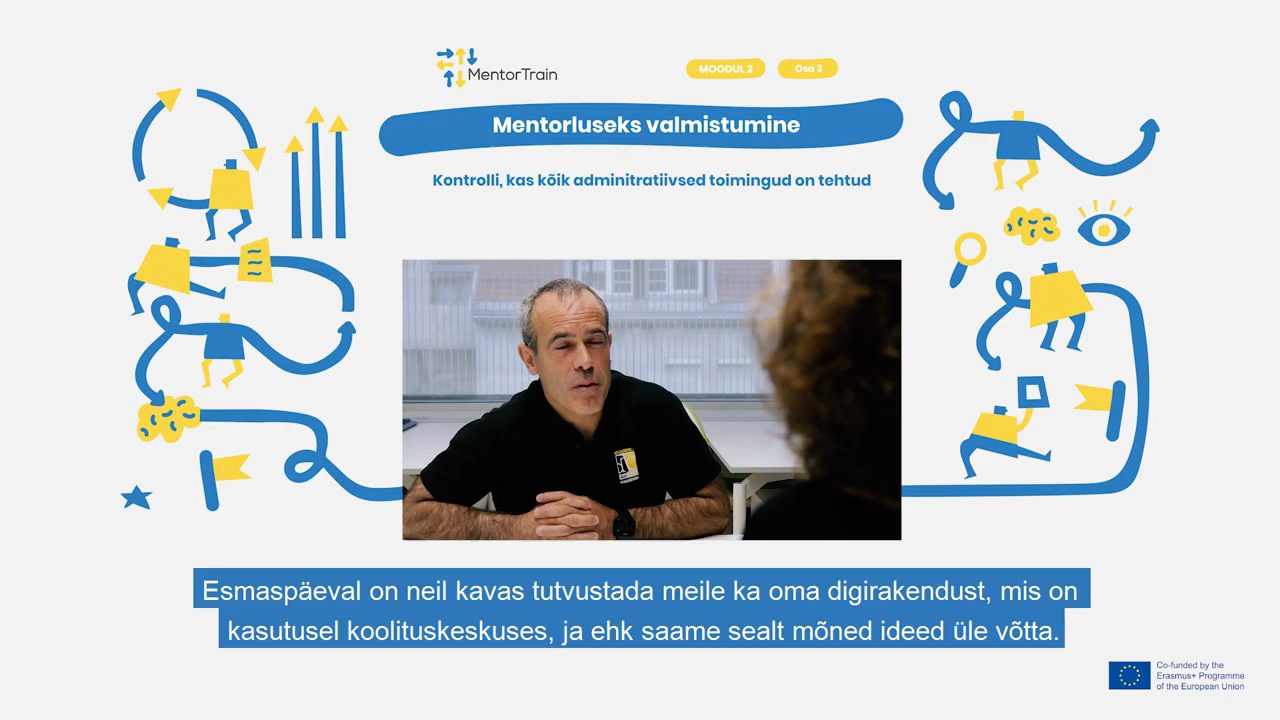 MentorTrain
MOODUL 2
Osa 3
Mentorluseks valmistumine
Kontrolli, kas kõik adminitratiivsed toimingud on tehtud
Esmaspäeval on neil kavas tutvustada meile ka oma digirakendust, mis on
kasutusel koolituskeskuses, ja ehk saame sealt mõned ideed üle võtta.
Co-funded by the
Erasmus+ Programme
of the European Union